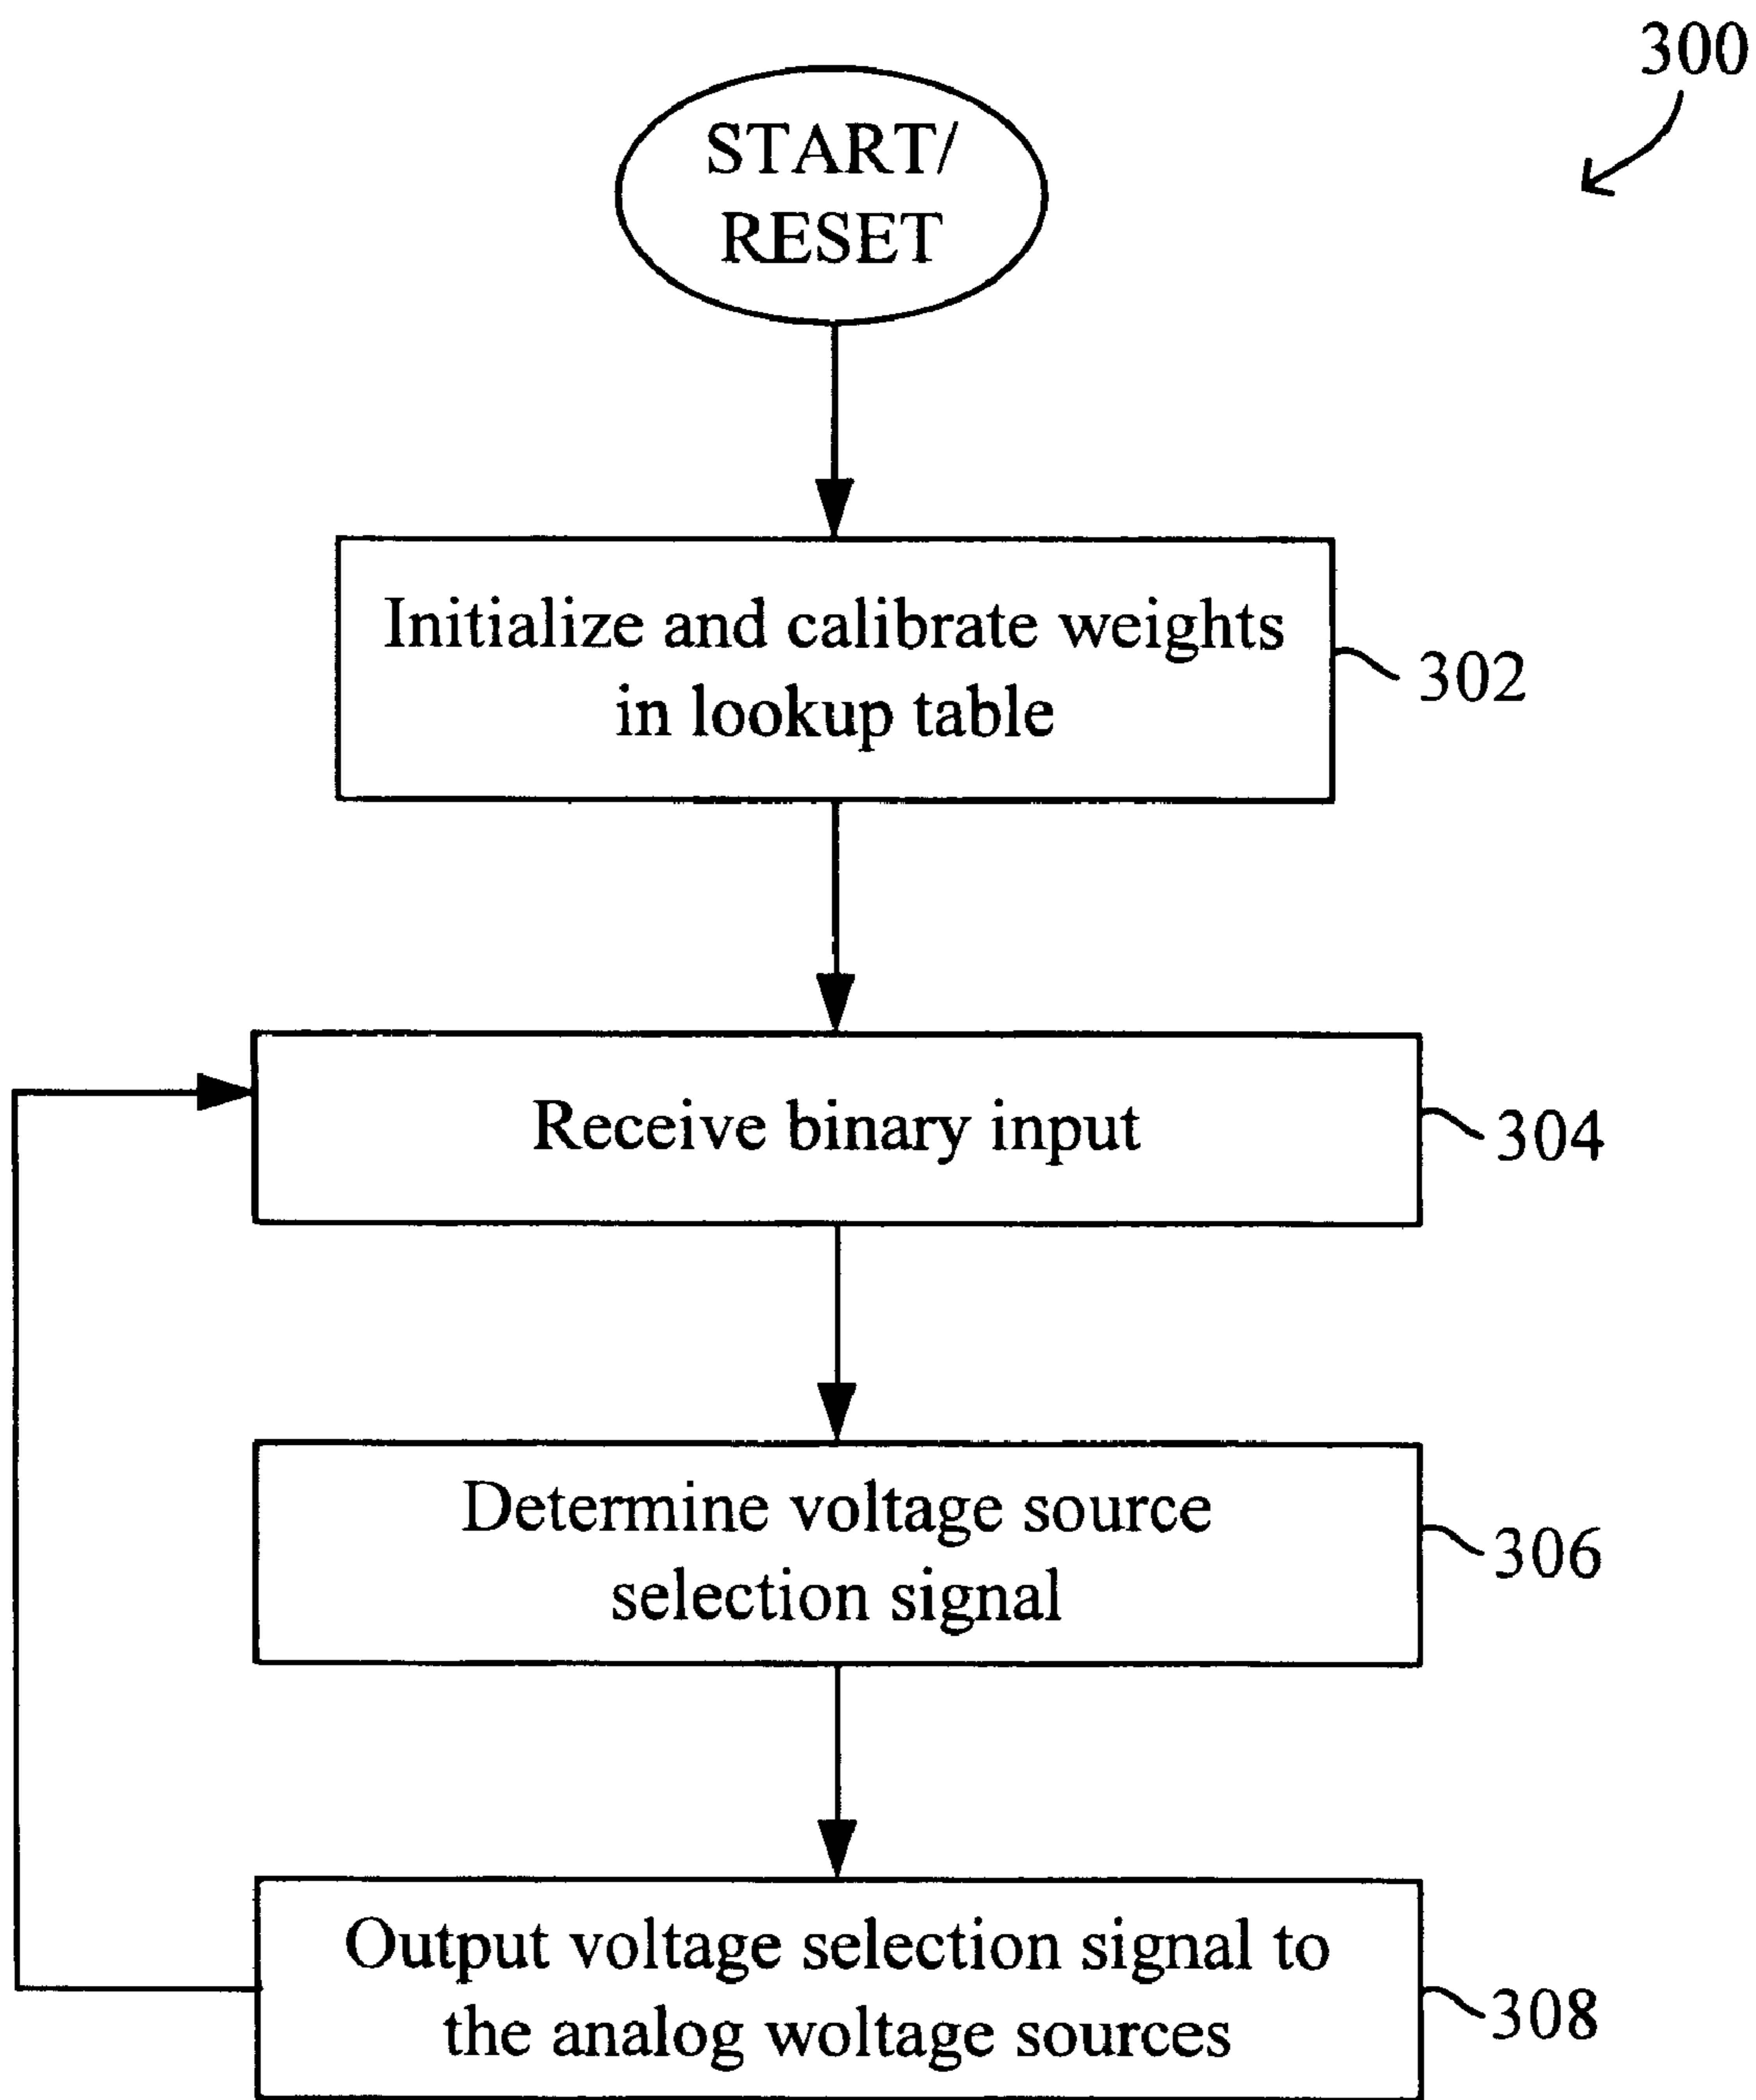 300
START/
RESET
Initialize and calibrate weights
in lookup table
302
Receive binary input
304
Determine voltage source
selection signal
306
Output voltage selection signal to
the analog woltage sources
308